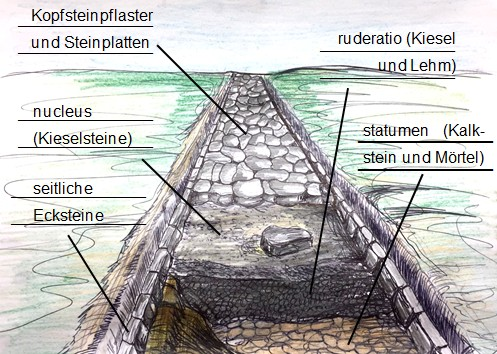 Kopfsteinpflaster
und Steinplatten
nucleus
(Kieselsteine)
seitliche
Ecksteine
ruderatio (Kiesel
und Lehm)
statumen (Kalk-
stein und Mörtel)